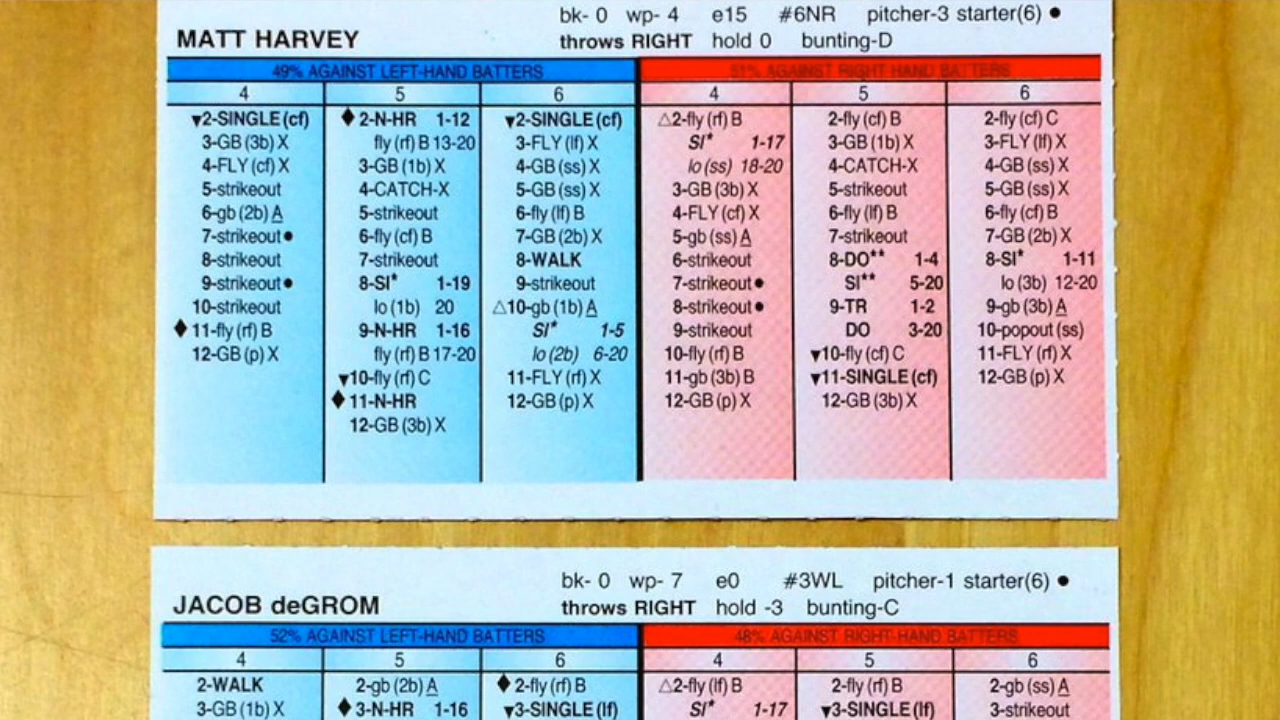 bk- 0 wp- 4 e15 #6NR pitcher-3 starter(6) ●
MATT HARVEY
throws RIGHT hold 0 bunting-D
49% AGAINST LEFT-HAND BATTERS
4 5 6
▼2-SINGLE (cf)
3-GB (3b) X
4-FLY (cf) X
5-strikeout
6-gb (2b) A
7-strikeout ●
8-strikeout
9-strikeout ●
10-strikeout
♦ 11-fly (rf) B
12-GB (p) X
♦ 2-N-HR 1-12
fly (rf) B 13-20
3-GB (1b) X
4-CATCH-X
5-strikeout
6-fly (cf) B
7-strikeout
8-SI* 1-19
lo (1b) 20
9-N-HR 1-16
fly (rf) B 17-20
▼10-fly (rf) C
♦ 11-N-HR
12-GB (3b) X
▼2-SINGLE (cf)
3-FLY (lf) X
4-GB (ss) X
5-GB (ss) X
6-fly (lf) B
7-GB (2b) X
8-WALK
9-strikeout
△10-gb (1b) A
SI* 1-5
lo (2b) 6-20
11-FLY (rf) X
12-GB (p) X
51% AGAINST RIGHT-HAND BATTERS
4 5 6
△2-fly (rf) B
SI* 1-17
lo (ss) 18-20
3-GB (3b) X
4-FLY (cf) X
5-gb (ss) A
6-strikeout
7-strikeout ●
8-strikeout ●
9-strikeout
10-fly (rf) B
11-gb (3b) B
12-GB (p) X
2-fly (cf) B
3-GB (1b) X
4-CATCH-X
5-strikeout
6-fly (lf) B
7-strikeout
8-DO** 1-4
SI** 5-20
9-TR 1-2
DO 3-20
▼10-fly (cf) C
▼11-SINGLE (cf)
12-GB (3b) X
2-fly (cf) C
3-FLY (lf) X
4-GB (ss) X
5-GB (ss) X
6-fly (cf) B
7-GB (2b) X
8-SI* 1-11
lo (3b) 12-20
9-gb (3b) A
10-popout (ss)
11-FLY (rf) X
12-GB (p) X
bk- 0 wp- 7 e0 #3WL pitcher-1 starter(6) ●
JACOB deGROM
throws RIGHT hold -3 bunting-C
52% AGAINST LEFT-HAND BATTERS
4 5 6
2-WALK
3-GB (1b) X
2-gb (2b) A
♦ 3-N-HR 1-16
♦ 2-fly (rf) B
▼3-SINGLE (lf)
48% AGAINST RIGHT-HAND BATTERS
4 5 6
△2-fly (lf) B
SI* 1-17
2-fly (rf) B
▼3-SINGLE (lf)
2-gb (ss) A
3-strikeout